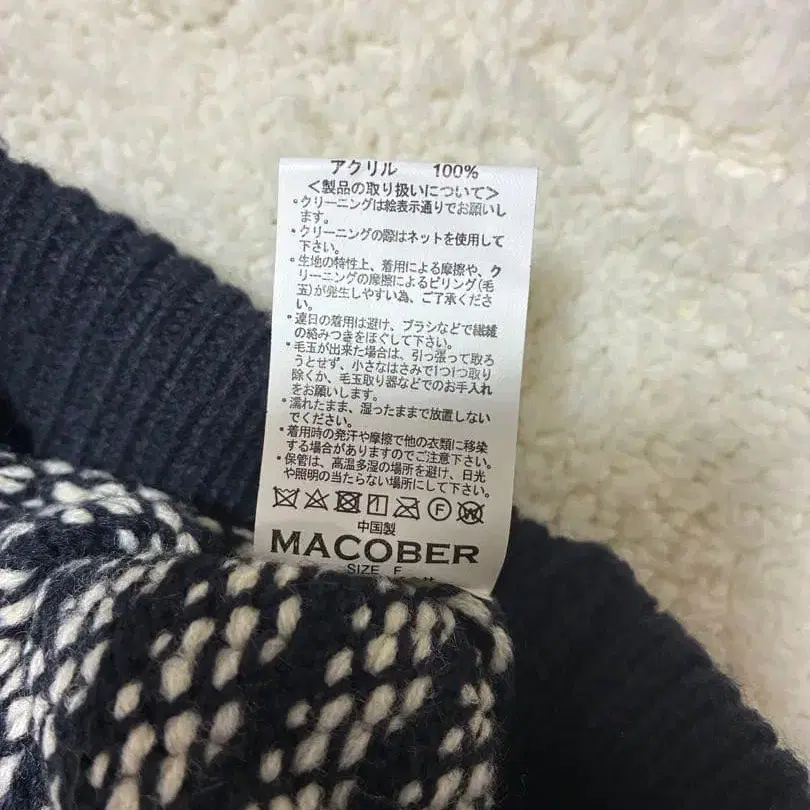 アクリル 100%
<製品の取り扱いについて>
・クリーニングは絵表示通りでお願いし
ます。
・クリーニングの際はネットを使用して
下さい。
・生地の特性上、着用による摩擦や、ク
リーニングの摩擦によるピリング(毛
玉)が発生しやすい為、ご了承くださ
い。
・連日の着用は避け、ブラシなどで繊維
の絡みつきをほぐして下さい。
・毛玉が出来た場合は、引っ張って取ろ
うとせず、小さなはさみで1つ1つ取り
除くか、毛玉取り器などでのお手入れ
をお願いします。
・濡れたまま、湿ったままで放置しない
でください。
・着用時の発汗や摩擦で他の衣類に移染
する場合がありますのでご注意下さい。
・保管は、高温多湿の場所を避け、日光
や照明の当たらない場所にして下さい。
F W
中国製
MACOBER
SIZE F